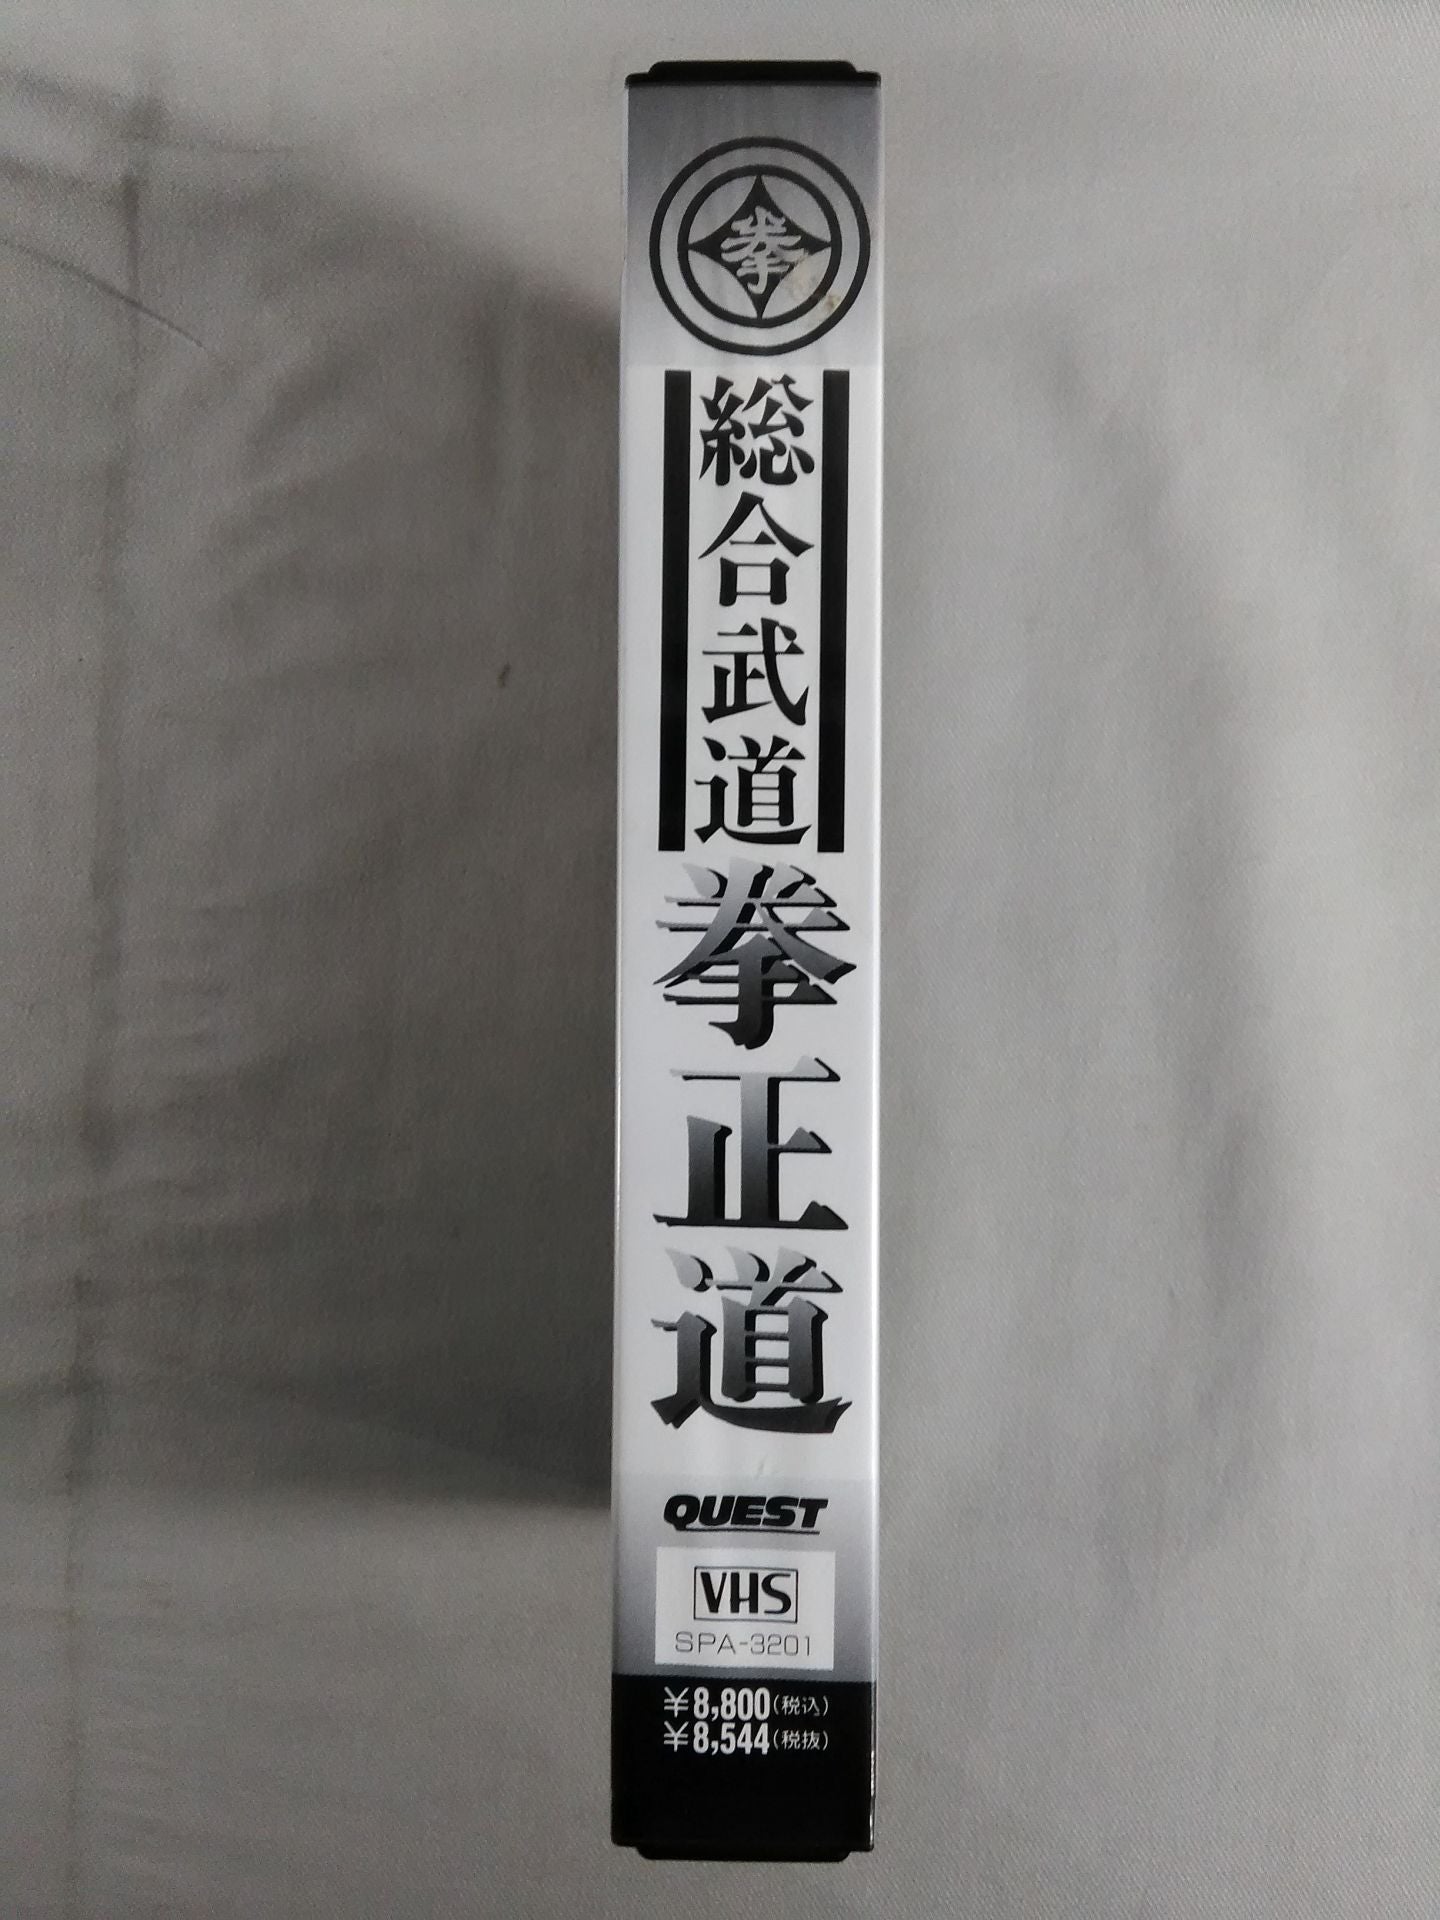 拳
総合武道
拳正道
QUEST
VHS
SPA-3201
¥8,800(税込)
¥8,544(税抜)